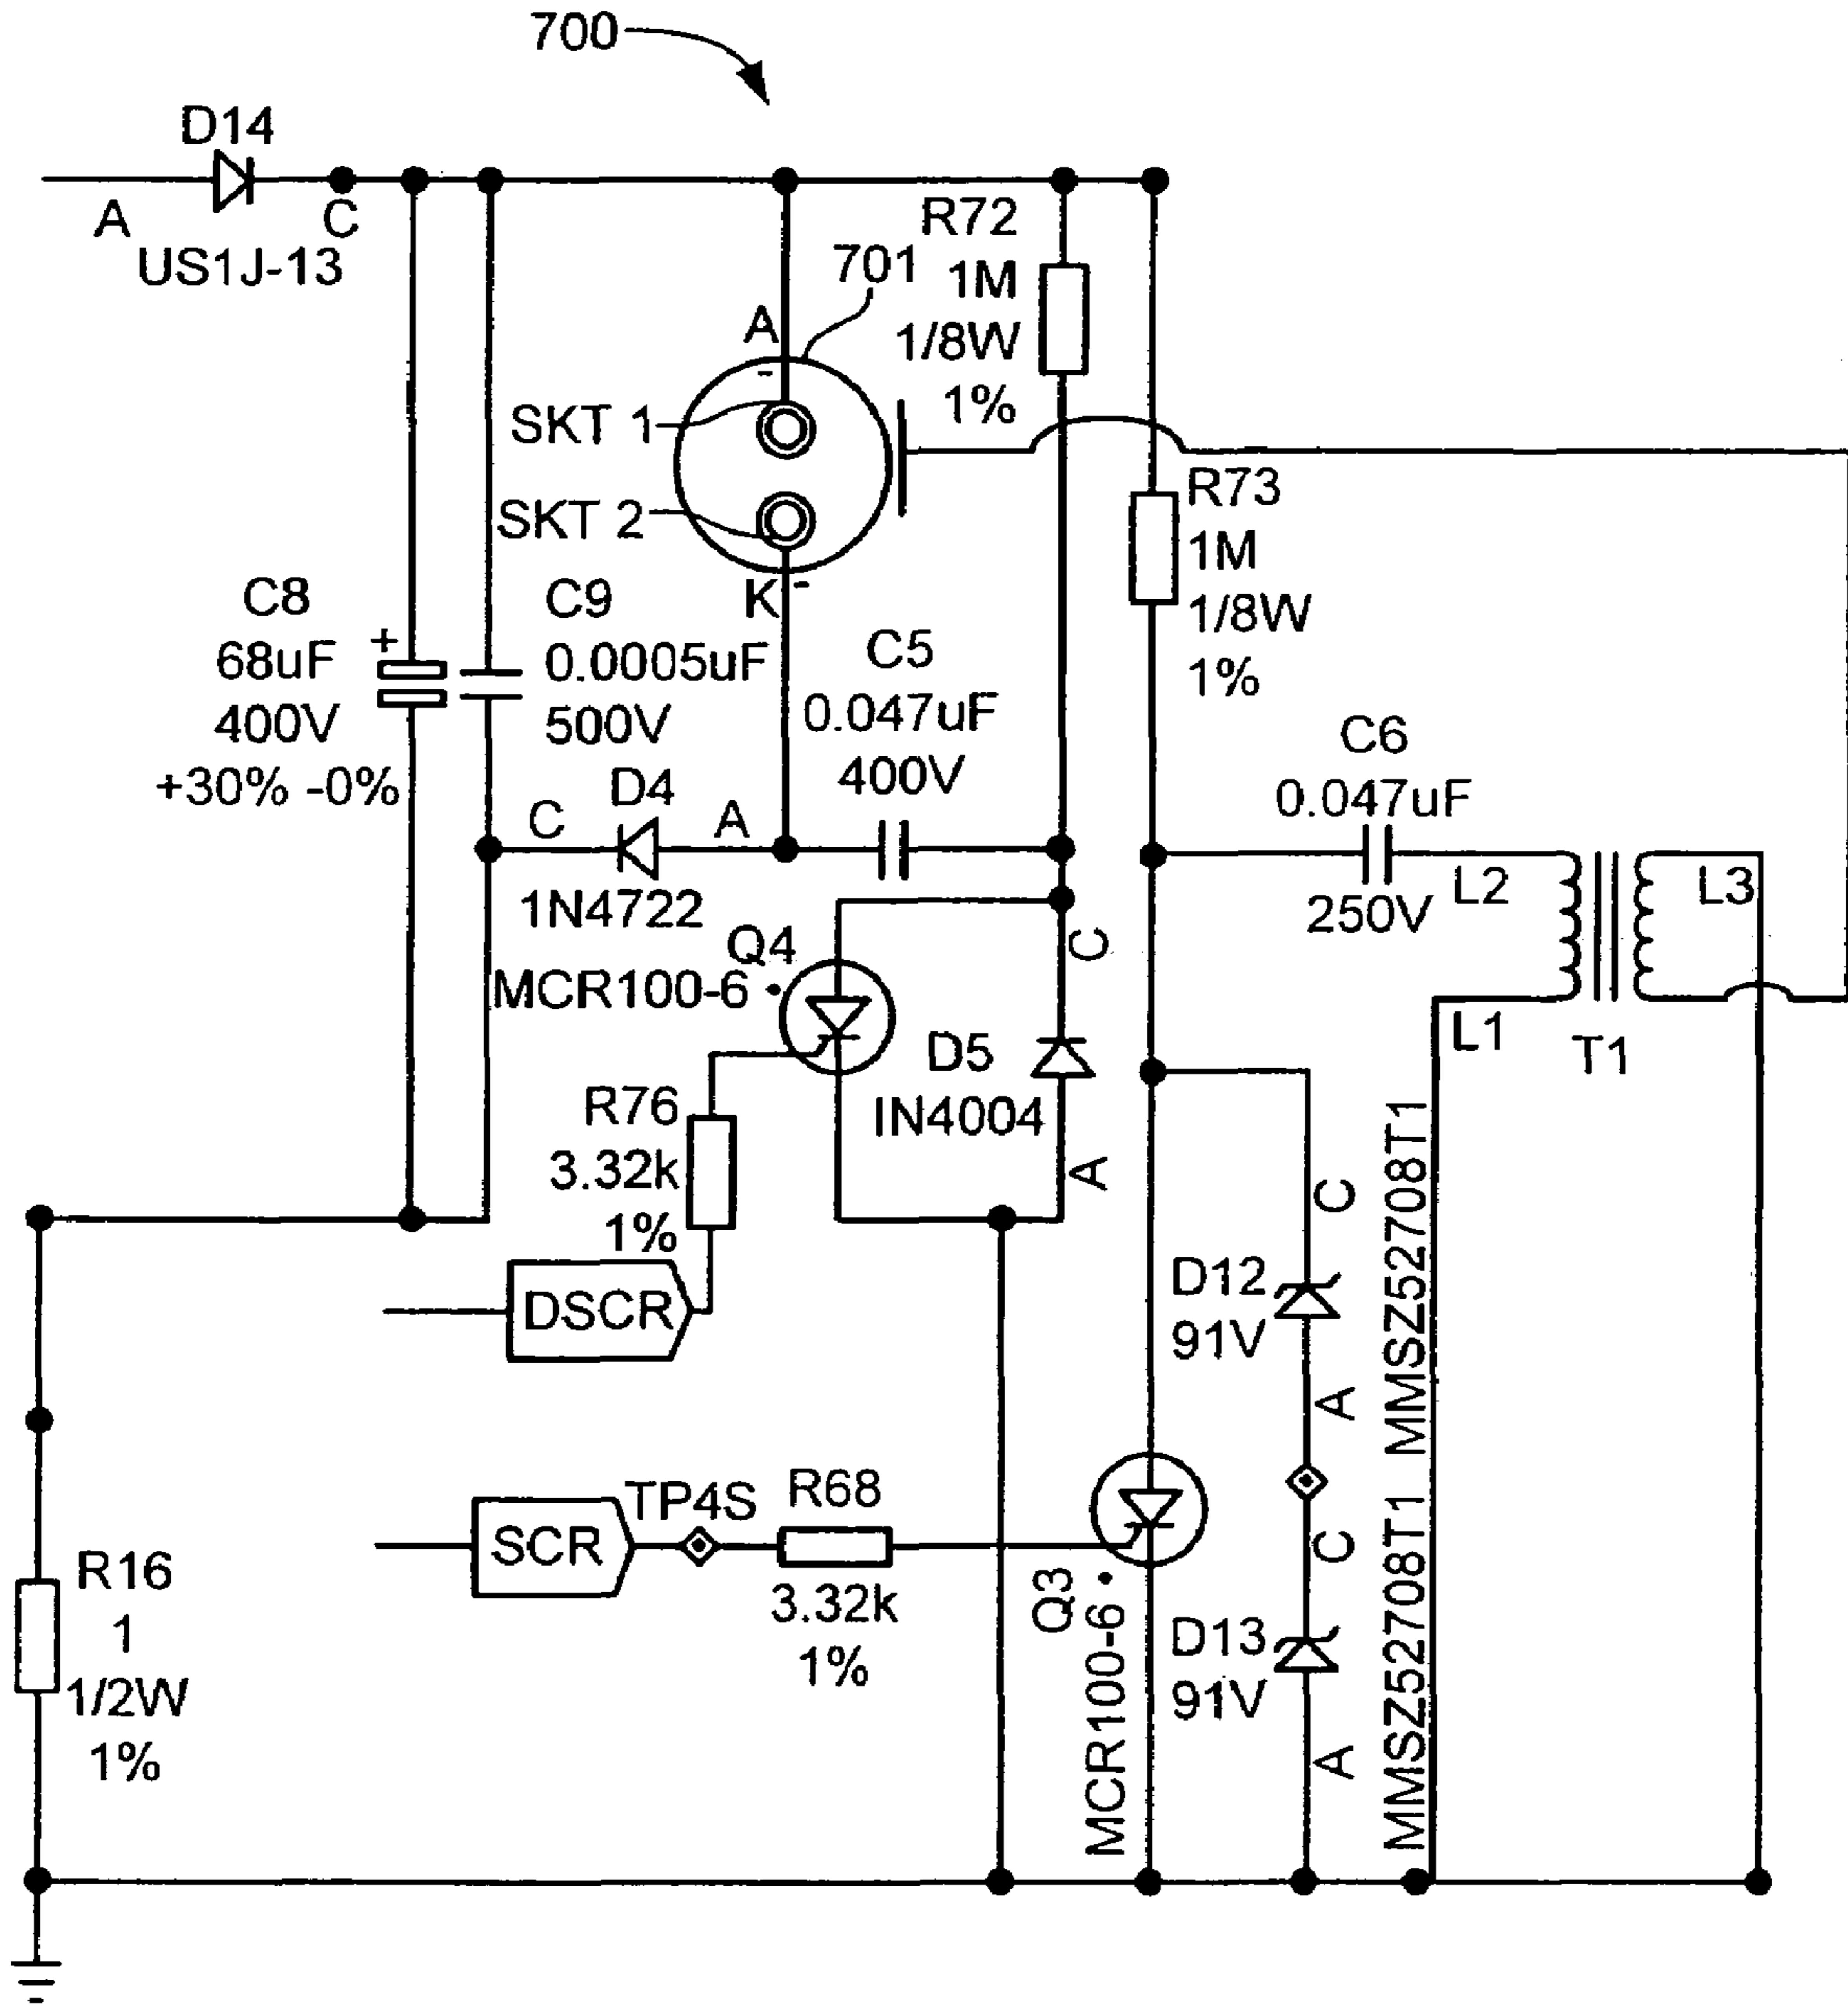 700
D14
A
C
US1J-13
R72
1M
1/8W
1%
701
A
-
SKT 1
SKT 2
K -
R73
1M
1/8W
1%
C8
68uF
400V
+30% -0%
+
C9
0.0005uF
500V
C5
0.047uF
400V
C6
0.047uF
250V
C
D4
A
1N4722
L2
L3
L1
T1
Q4
MCR100-6
C
D5
IN4004
A
R76
3.32k
1%
DSCR
C
D12
91V
A
MMSZ52708T1 MMSZ52708T1
SCR
TP4S
R68
3.32k
1%
Q3
MCR100-6
C
D13
91V
A
R16
1
1/2W
1%